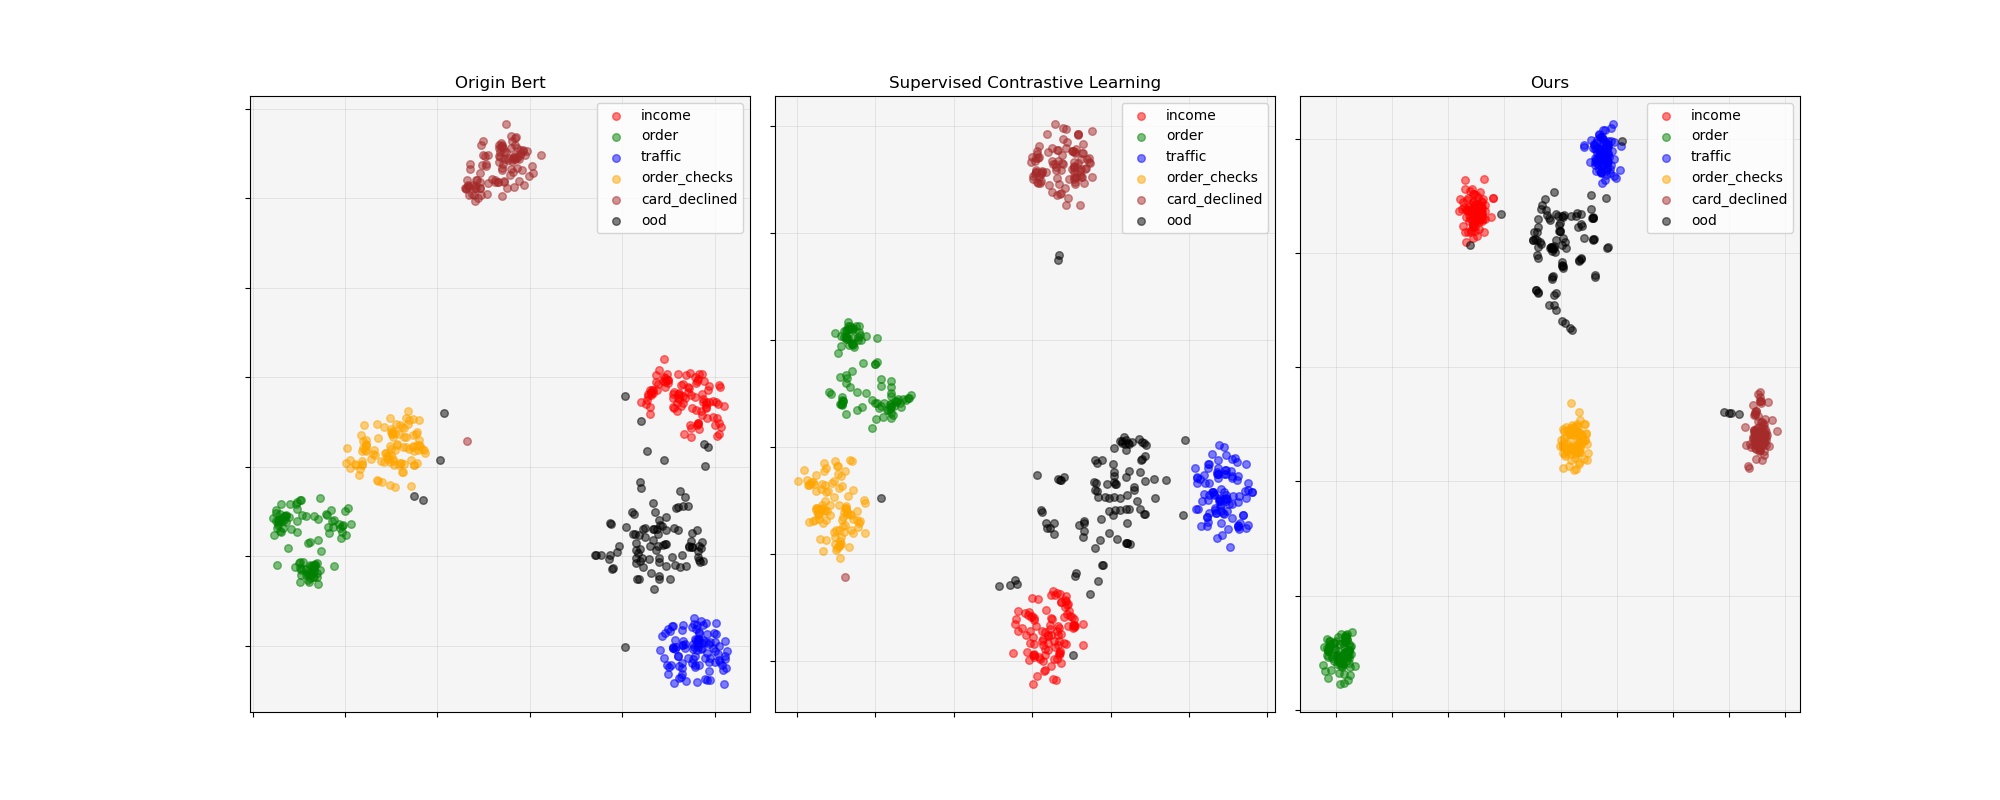 Origin Bert
income
order
traffic
order_checks
card_declined
ood
Supervised Contrastive Learning
income
order
traffic
order_checks
card_declined
ood
Ours
income
order
traffic
order_checks
card_declined
ood